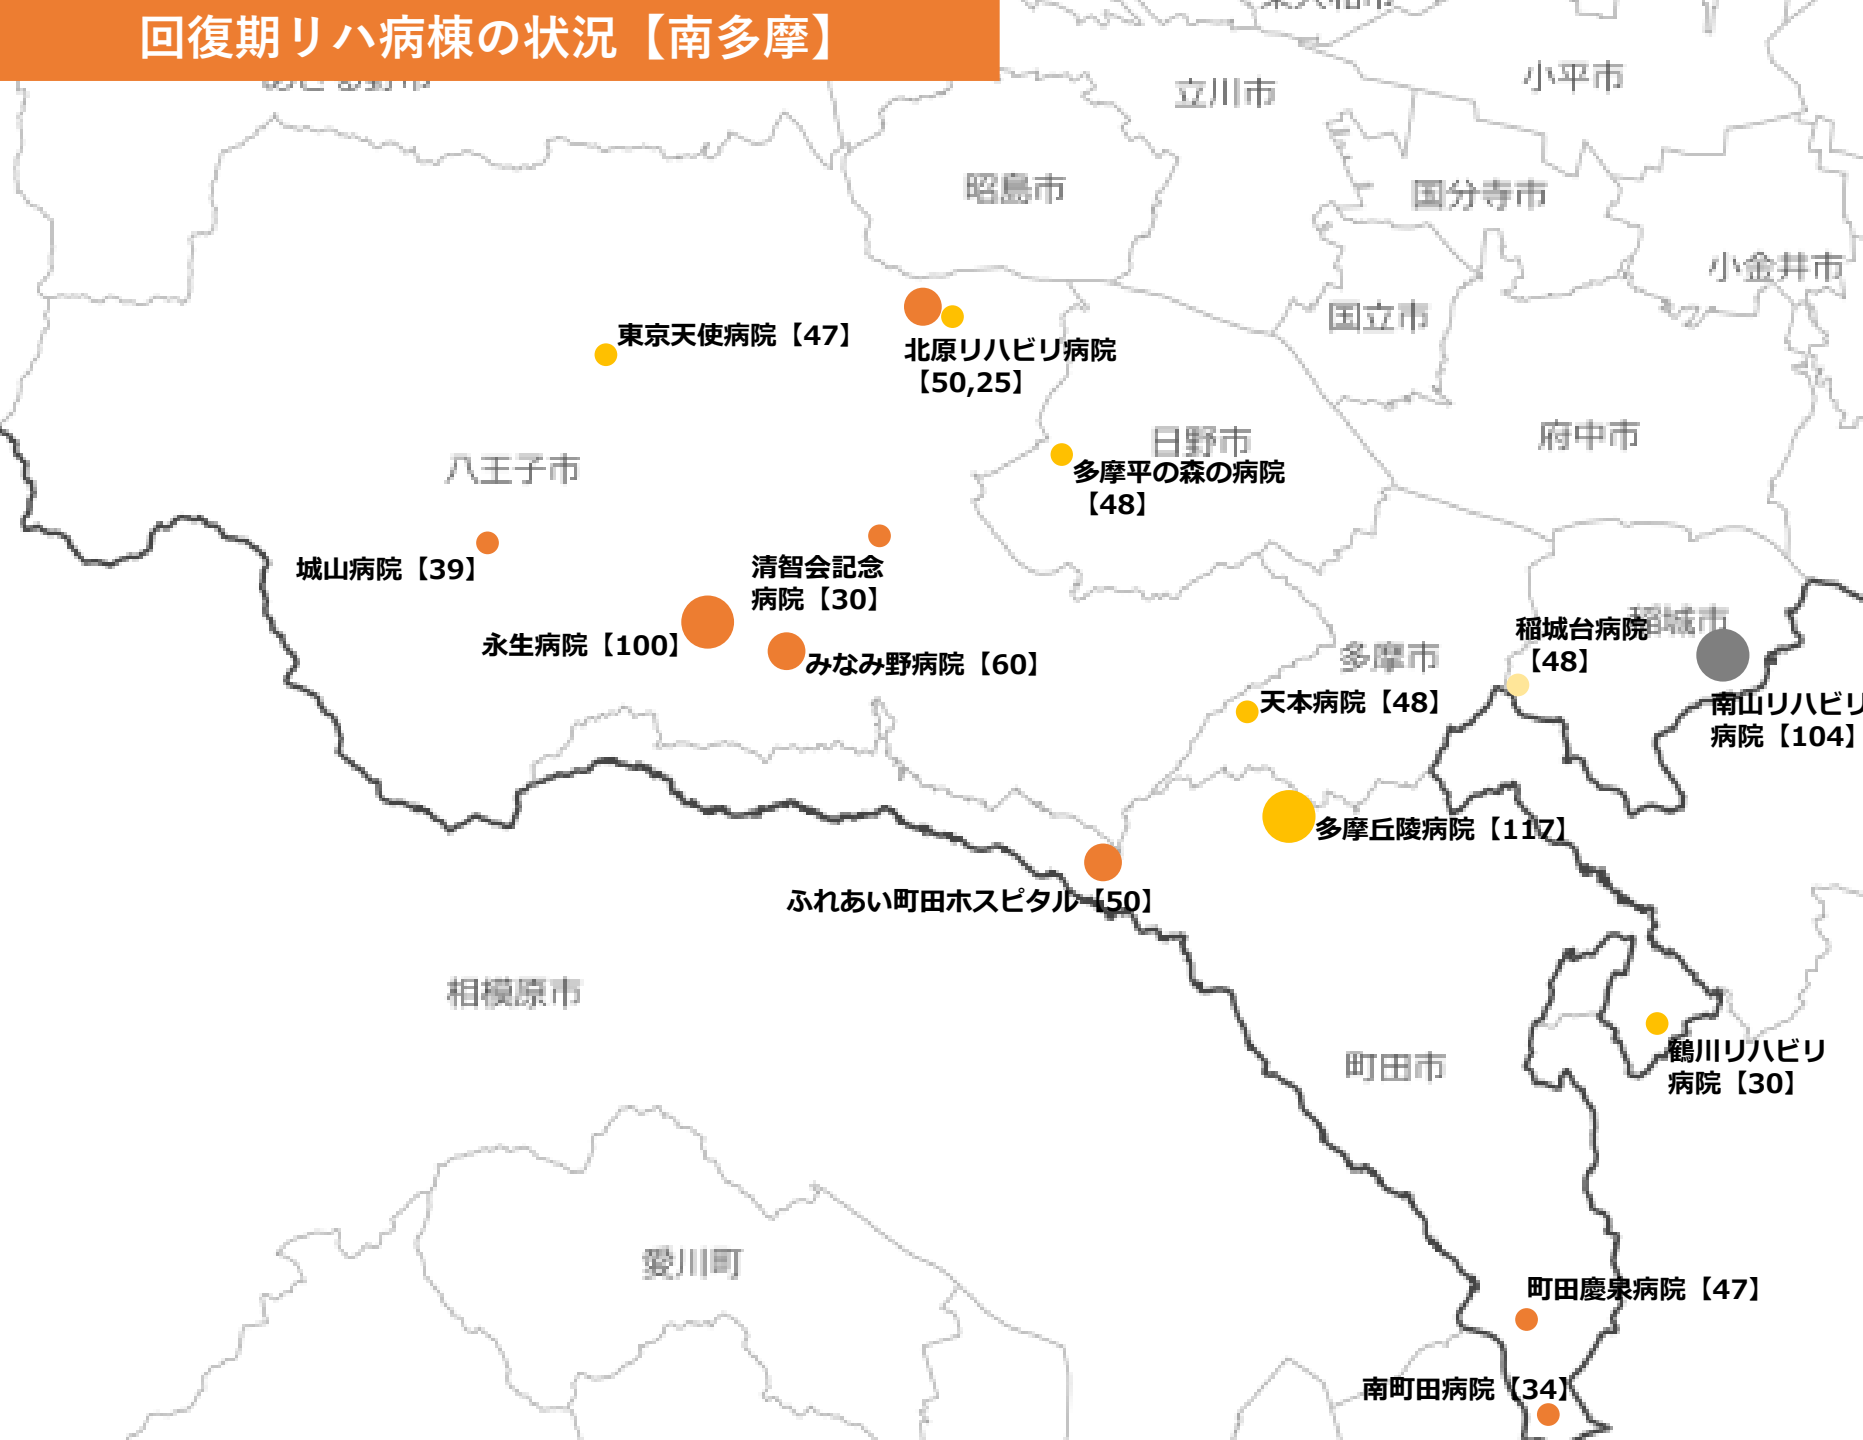 回復期リハ病棟の状況【南多摩】
小平市
立川市
昭島市
国分寺市
小金井市
国立市
東京天使病院【47】
北原リハビリ病院
【50,25】
府中市
日野市
八王子市
多摩平の森の病院
【48】
城山病院【39】
清智会記念
病院【30】
稲城市
稲城台病院
【48】
永生病院【100】
みなみ野病院【60】
多摩市
天本病院【48】
南山リハビリ
病院【104】
多摩丘陵病院【117】
ふれあい町田ホスピタル【50】
相模原市
町田市
鶴川リハビリ
病院【30】
愛川町
町田慶泉病院【47】
南町田病院【34】